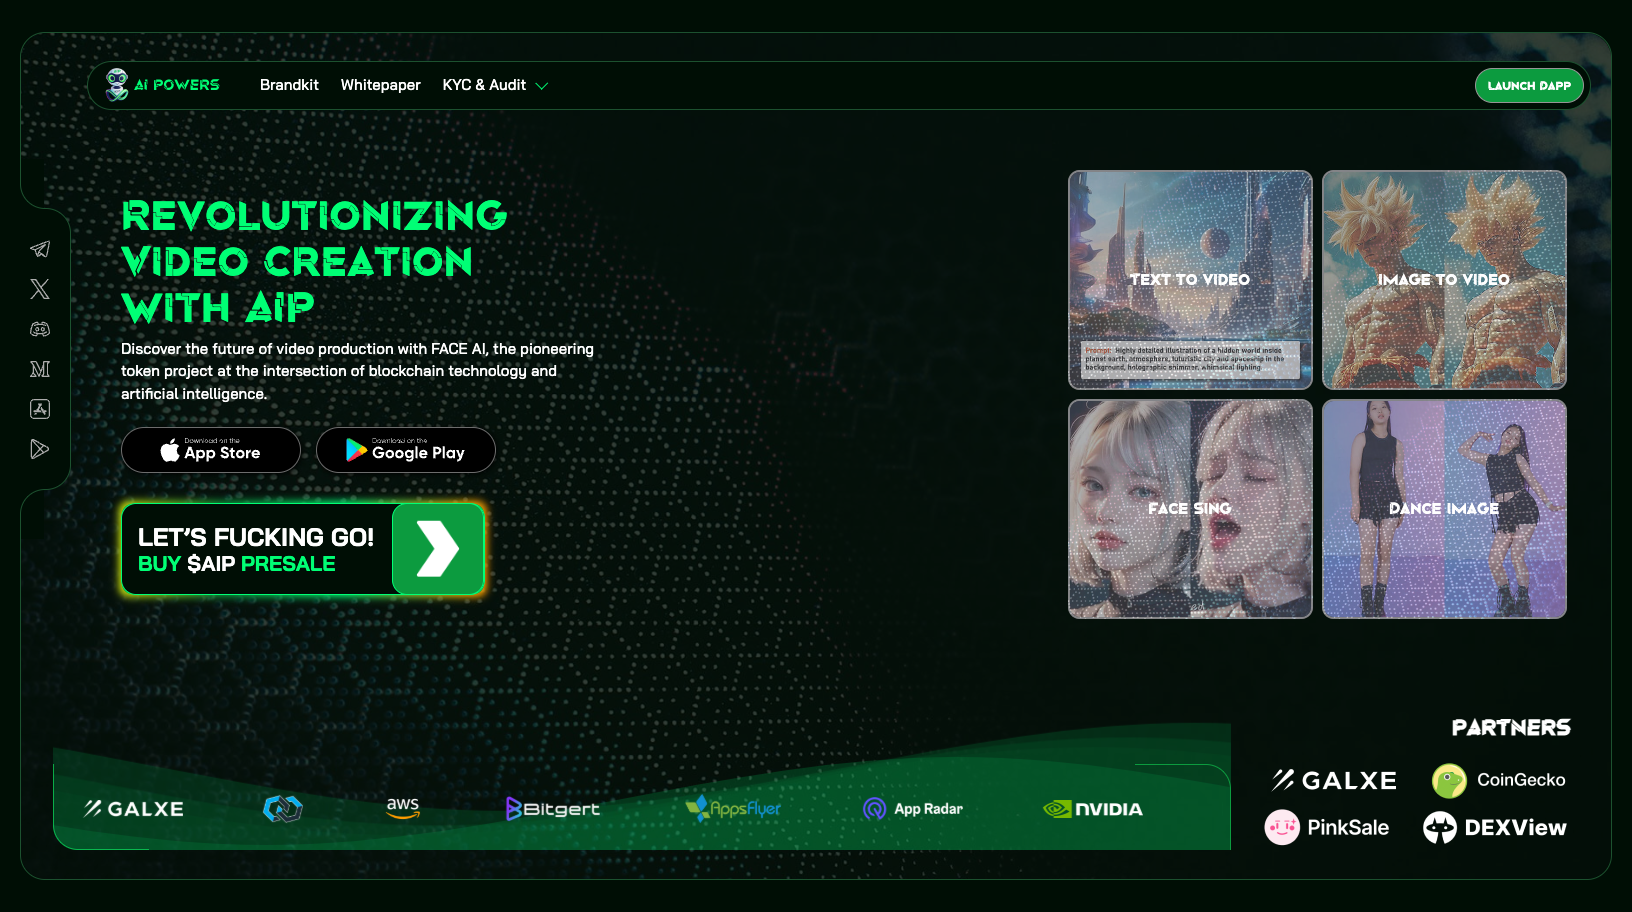 Ai POWERS
Brandkit
Whitepaper
KYC & Audit
LAUNCH DAPP
REVOLUTIONIZING
VIDEO CREATION
WITH AIP
Discover the future of video production with FACE AI, the pioneering
token project at the intersection of blockchain technology and
artificial intelligence.
Download on the
App Store
Download on the
Google Play
LET'S FUCKING GO!
BUY $AIP PRESALE
TEXT TO VIDEO
Prompt: Highly detailed illustration of a hidden world inside
planet earth, atmosphere, futuristic city and spaceship in the
background, holographic shimmer, whimsical lighting
IMAGE TO VIDEO
FACE SING
DANCE IMAGE
GALXE
aws
Bitgert
AppsFlyer
App Radar
NVIDIA
PARTNERS
GALXE
CoinGecko
PinkSale
DEXView